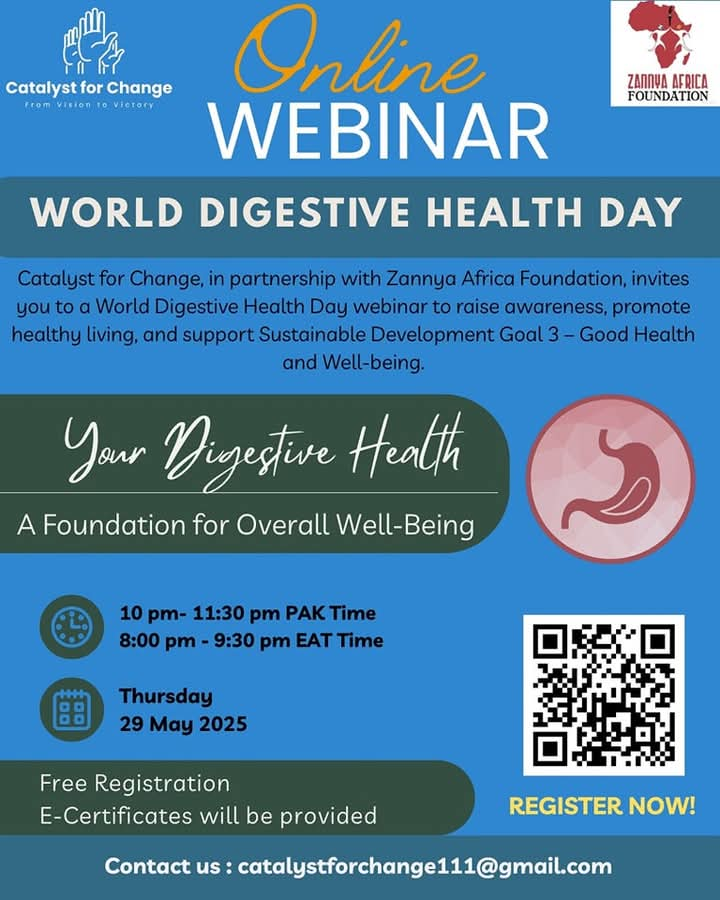 Catalyst for Change
From Vision to Victory
Online
WEBINAR
ZANNYA AFRICA
FOUNDATION
WORLD DIGESTIVE HEALTH DAY
Catalyst for Change, in partnership with Zannya Africa Foundation, invites
you to a World Digestive Health Day webinar to raise awareness, promote
healthy living, and support Sustainable Development Goal 3 – Good Health
and Well-being.
Your Digestive Health
A Foundation for Overall Well-Being
10 pm- 11:30 pm PAK Time
8:00 pm - 9:30 pm EAT Time
Thursday
29 May 2025
Free Registration
E-Certificates will be provided
REGISTER NOW!
Contact us : catalystforchange111@gmail.com